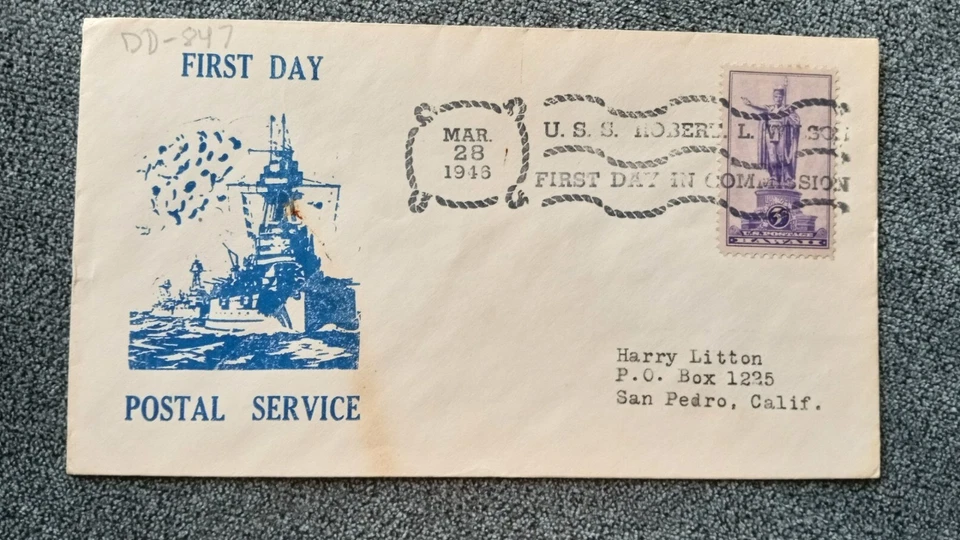 DD-847
FIRST DAY
MAR.
28
1946
U. S. S. ROBERT L. WILSON
FIRST DAY IN COMMISSION
3¢
U.S. POSTAGE
HAWAII
Harry Litton
P.O. Box 1225
San Pedro, Calif.
POSTAL SERVICE